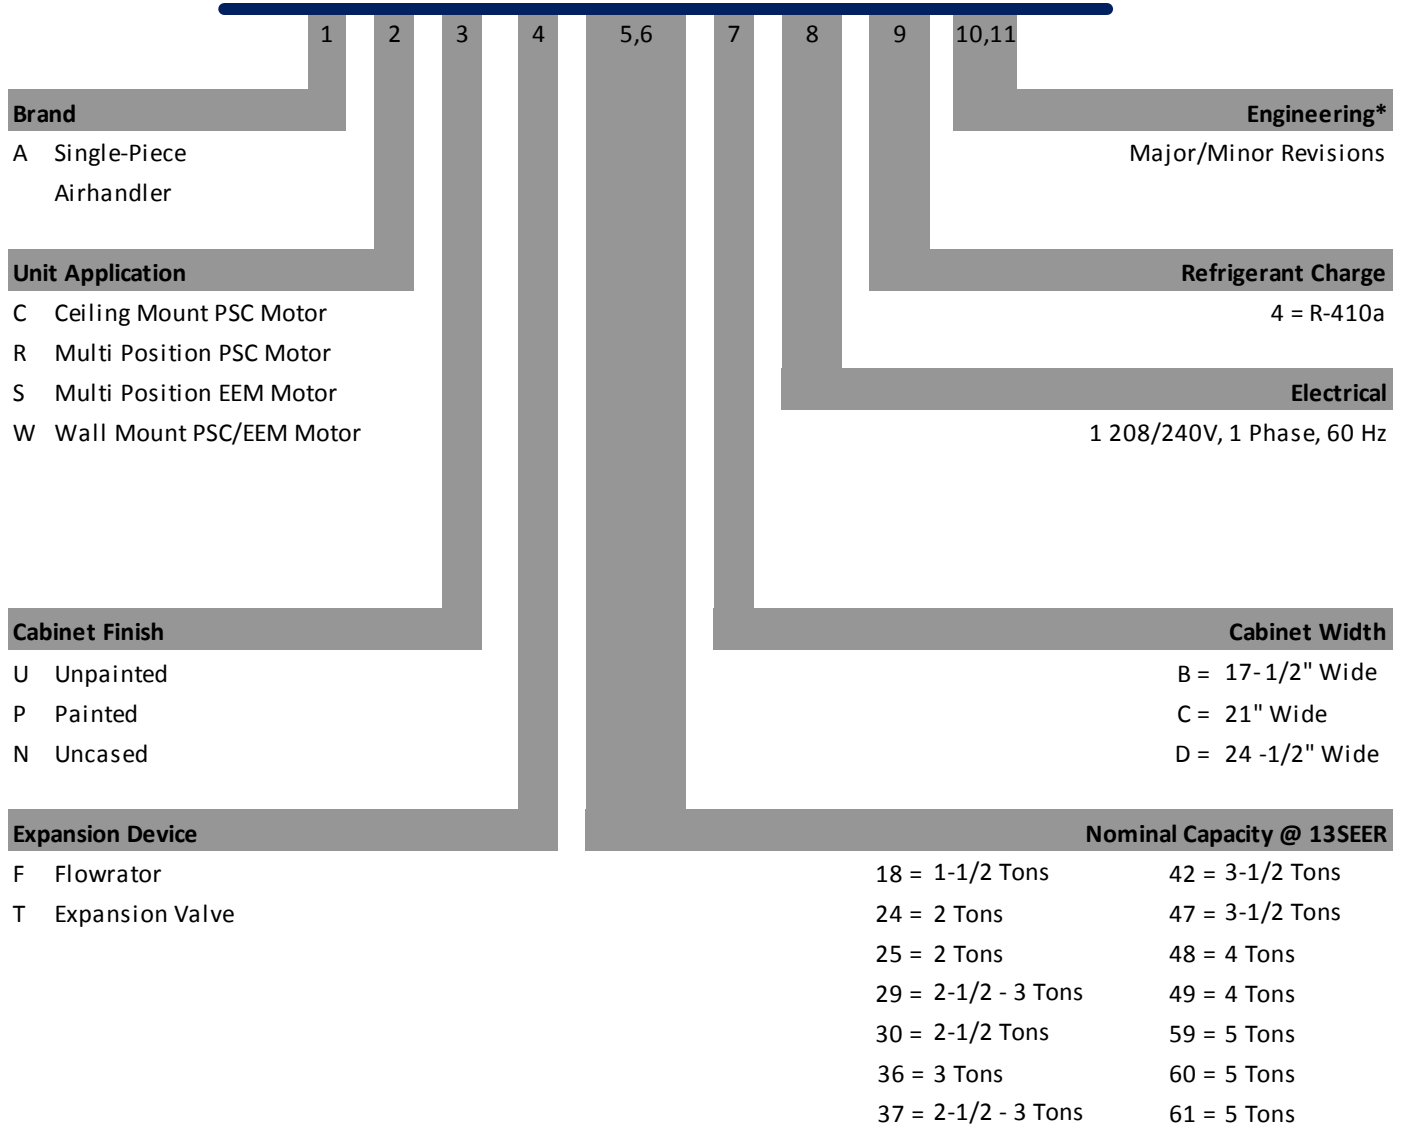 1 2 3 4 5,6 7 8 9 10,11
Brand
A Single-Piece
Airhandler
Engineering*
Major/Minor Revisions
Unit Application
C Ceiling Mount PSC Motor
R Multi Position PSC Motor
S Multi Position EEM Motor
W Wall Mount PSC/EEM Motor
Refrigerant Charge
4 = R-410a
Electrical
1 208/240V, 1 Phase, 60 Hz
Cabinet Finish
U Unpainted
P Painted
N Uncased
Cabinet Width
B = 17-1/2" Wide
C = 21" Wide
D = 24 -1/2" Wide
Expansion Device
F Flowrator
T Expansion Valve
Nominal Capacity @ 13SEER
18 = 1-1/2 Tons 42 = 3-1/2 Tons
24 = 2 Tons 47 = 3-1/2 Tons
25 = 2 Tons 48 = 4 Tons
29 = 2-1/2 - 3 Tons 49 = 4 Tons
30 = 2-1/2 Tons 59 = 5 Tons
36 = 3 Tons 60 = 5 Tons
37 = 2-1/2 - 3 Tons 61 = 5 Tons